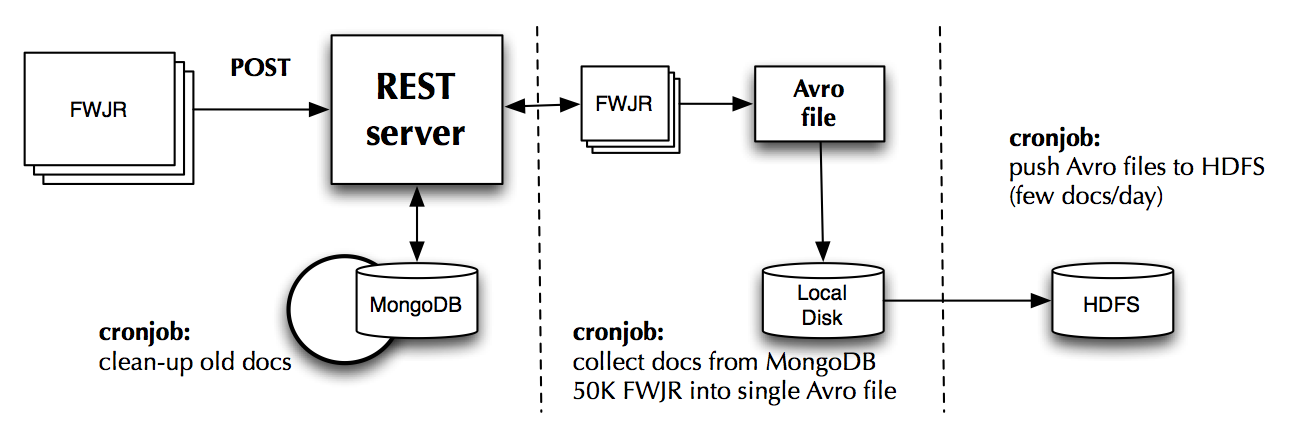 FWJR
POST
REST
server
FWJR
Avro
file
cronjob:
push Avro files to HDFS
(few docs/day)
MongoDB
cronjob:
clean-up old docs
Local
Disk
cronjob:
collect docs from MongoDB
50K FWJR into single Avro file
HDFS